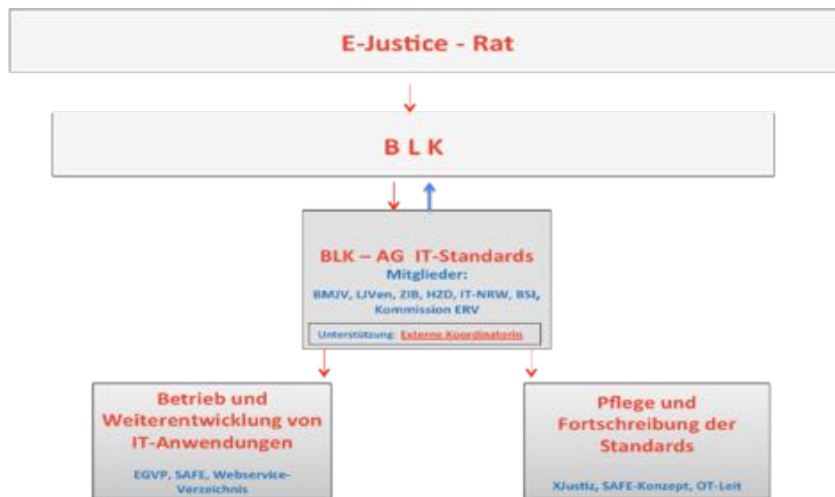 E-Justice - Rat
B L K
BLK – AG IT-Standards
Mitglieder:
BMJV, LJVen, ZIB, HZD, IT-NRW, BSI,
Kommission ERV
Unterstützung: Externe Koordinatorin
Betrieb und
Weiterentwicklung von
IT-Anwendungen
EGVP, SAFE, Webservice-
Verzeichnis
Pflege und
Fortschreibung der
Standards
XJustiz, SAFE-Konzept, OT-Leit